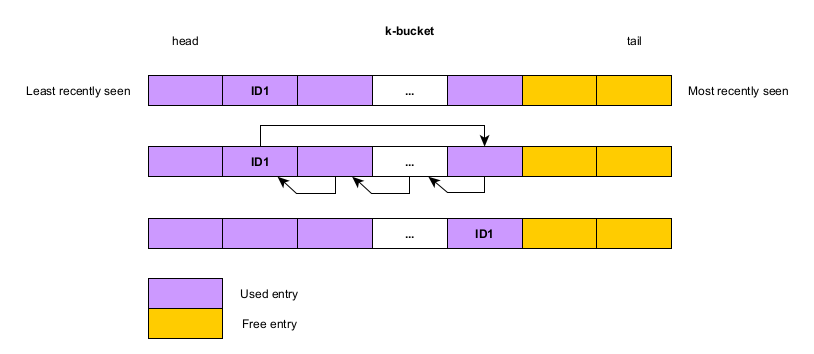 k-bucket
head
tail
Least recently seen
ID1
...
Most recently seen
ID1
...
...
ID1
Used entry
Free entry